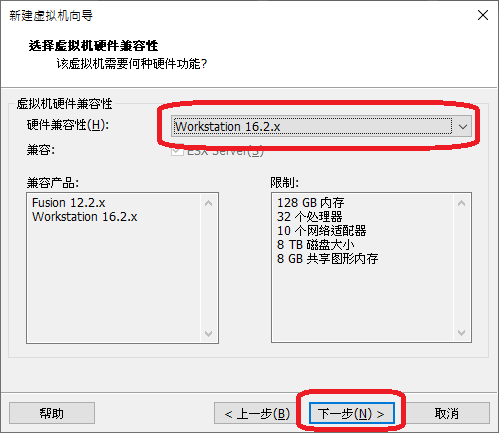 新建虚拟机向导
选择虚拟机硬件兼容性
该虚拟机需要何种硬件功能?
虚拟机硬件兼容性
硬件兼容性(H):
Workstation 16.2.x
兼容:
ESX Server(S)
兼容产品:
Fusion 12.2.x
Workstation 16.2.x
限制:
128 GB 内存
32 个处理器
10 个网络适配器
8 TB 磁盘大小
8 GB 共享图形内存
帮助
< 上一步(B)
下一步(N) >
取消